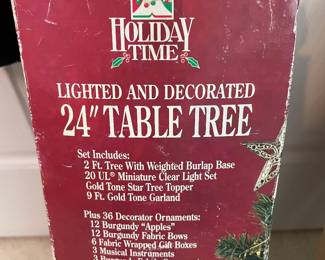 HOLIDAY
TIME
LIGHTED AND DECORATED
24" TABLE TREE
Set Includes:
2 Ft. Tree With Weighted Burlap Base
20 UL® Miniature Clear Light Set
Gold Tone Star Tree Topper
9 Ft. Gold Tone Garland
Plus 36 Decorator Ornaments:
12 Burgundy "Apples"
12 Burgundy Fabric Bows
6 Fabric Wrapped Gift Boxes
3 Musical Instruments